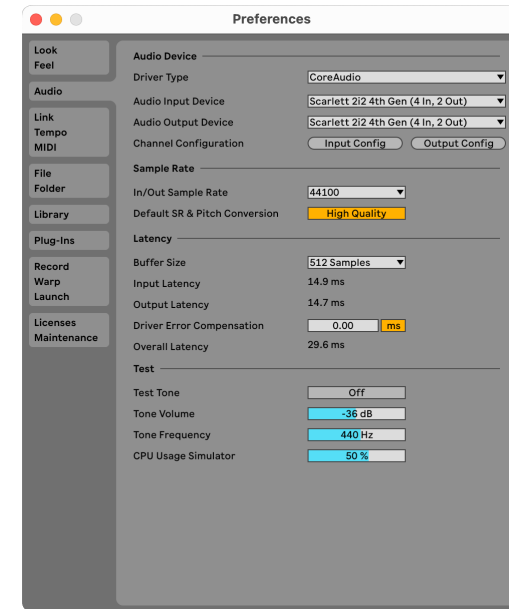 Preferences
Look
Feel
Audio
Link
Tempo
MIDI
File
Folder
Library
Plug-Ins
Record
Warp
Launch
Licenses
Maintenance
Audio Device
Driver Type CoreAudio
Audio Input Device Scarlett 2i2 4th Gen (4 In, 2 Out)
Audio Output Device Scarlett 2i2 4th Gen (4 In, 2 Out)
Channel Configuration Input Config Output Config
Sample Rate
In/Out Sample Rate 44100
Default SR & Pitch Conversion High Quality
Latency
Buffer Size 512 Samples
Input Latency 14.9 ms
Output Latency 14.7 ms
Driver Error Compensation 0.00 ms
Overall Latency 29.6 ms
Test
Test Tone Off
Tone Volume -36 dB
Tone Frequency 440 Hz
CPU Usage Simulator 50 %